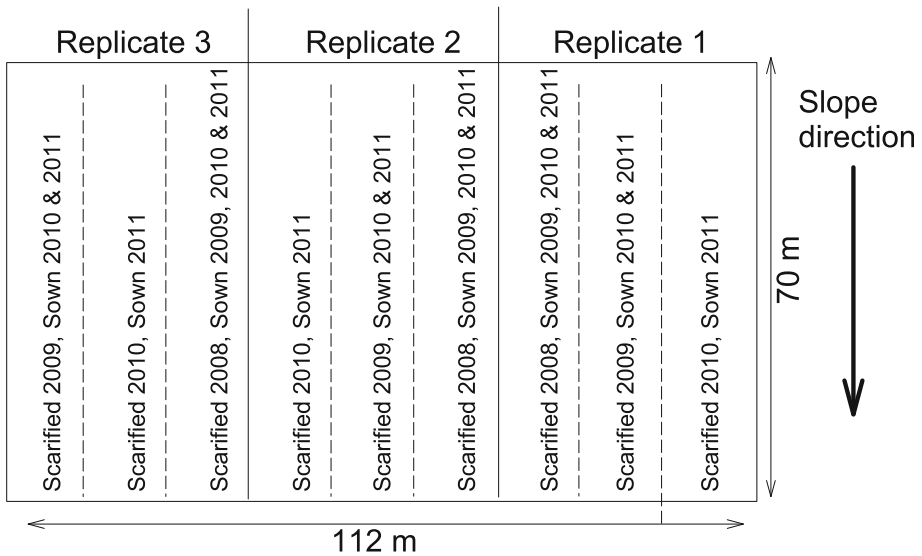 Replicate 3
Replicate 2
Replicate 1
Scarified 2009, Sown 2010 & 2011
Scarified 2010, Sown 2011
Scarified 2008, Sown 2009, 2010 & 2011
Scarified 2010, Sown 2011
Scarified 2009, Sown 2010 & 2011
Scarified 2008, Sown 2009, 2010 & 2011
Scarified 2008, Sown 2009, 2010 & 2011
Scarified 2009, Sown 2010 & 2011
Scarified 2010, Sown 2011
70 m
Slope
direction
112 m